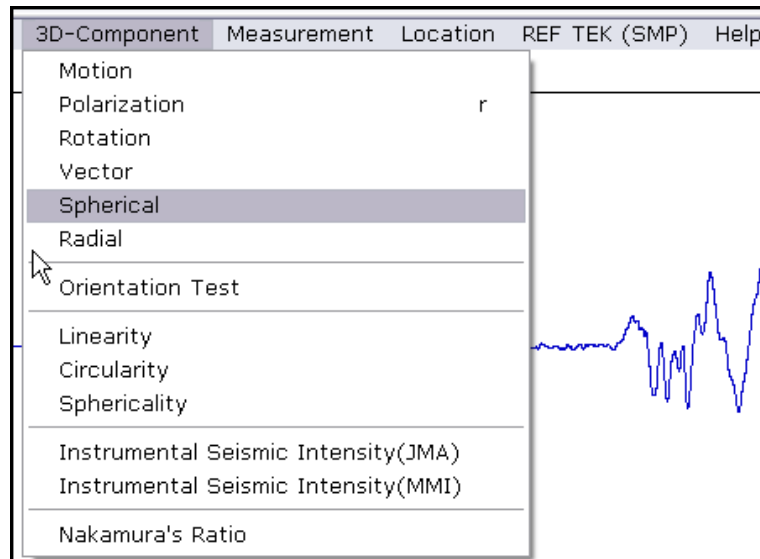 3D-Component Measurement Location REF TEK (SMP) Help
Motion
Polarization r
Rotation
Vector
Spherical
Radial
Orientation Test
Linearity
Circularity
Sphericality
Instrumental Seismic Intensity(JMA)
Instrumental Seismic Intensity(MMI)
Nakamura's Ratio